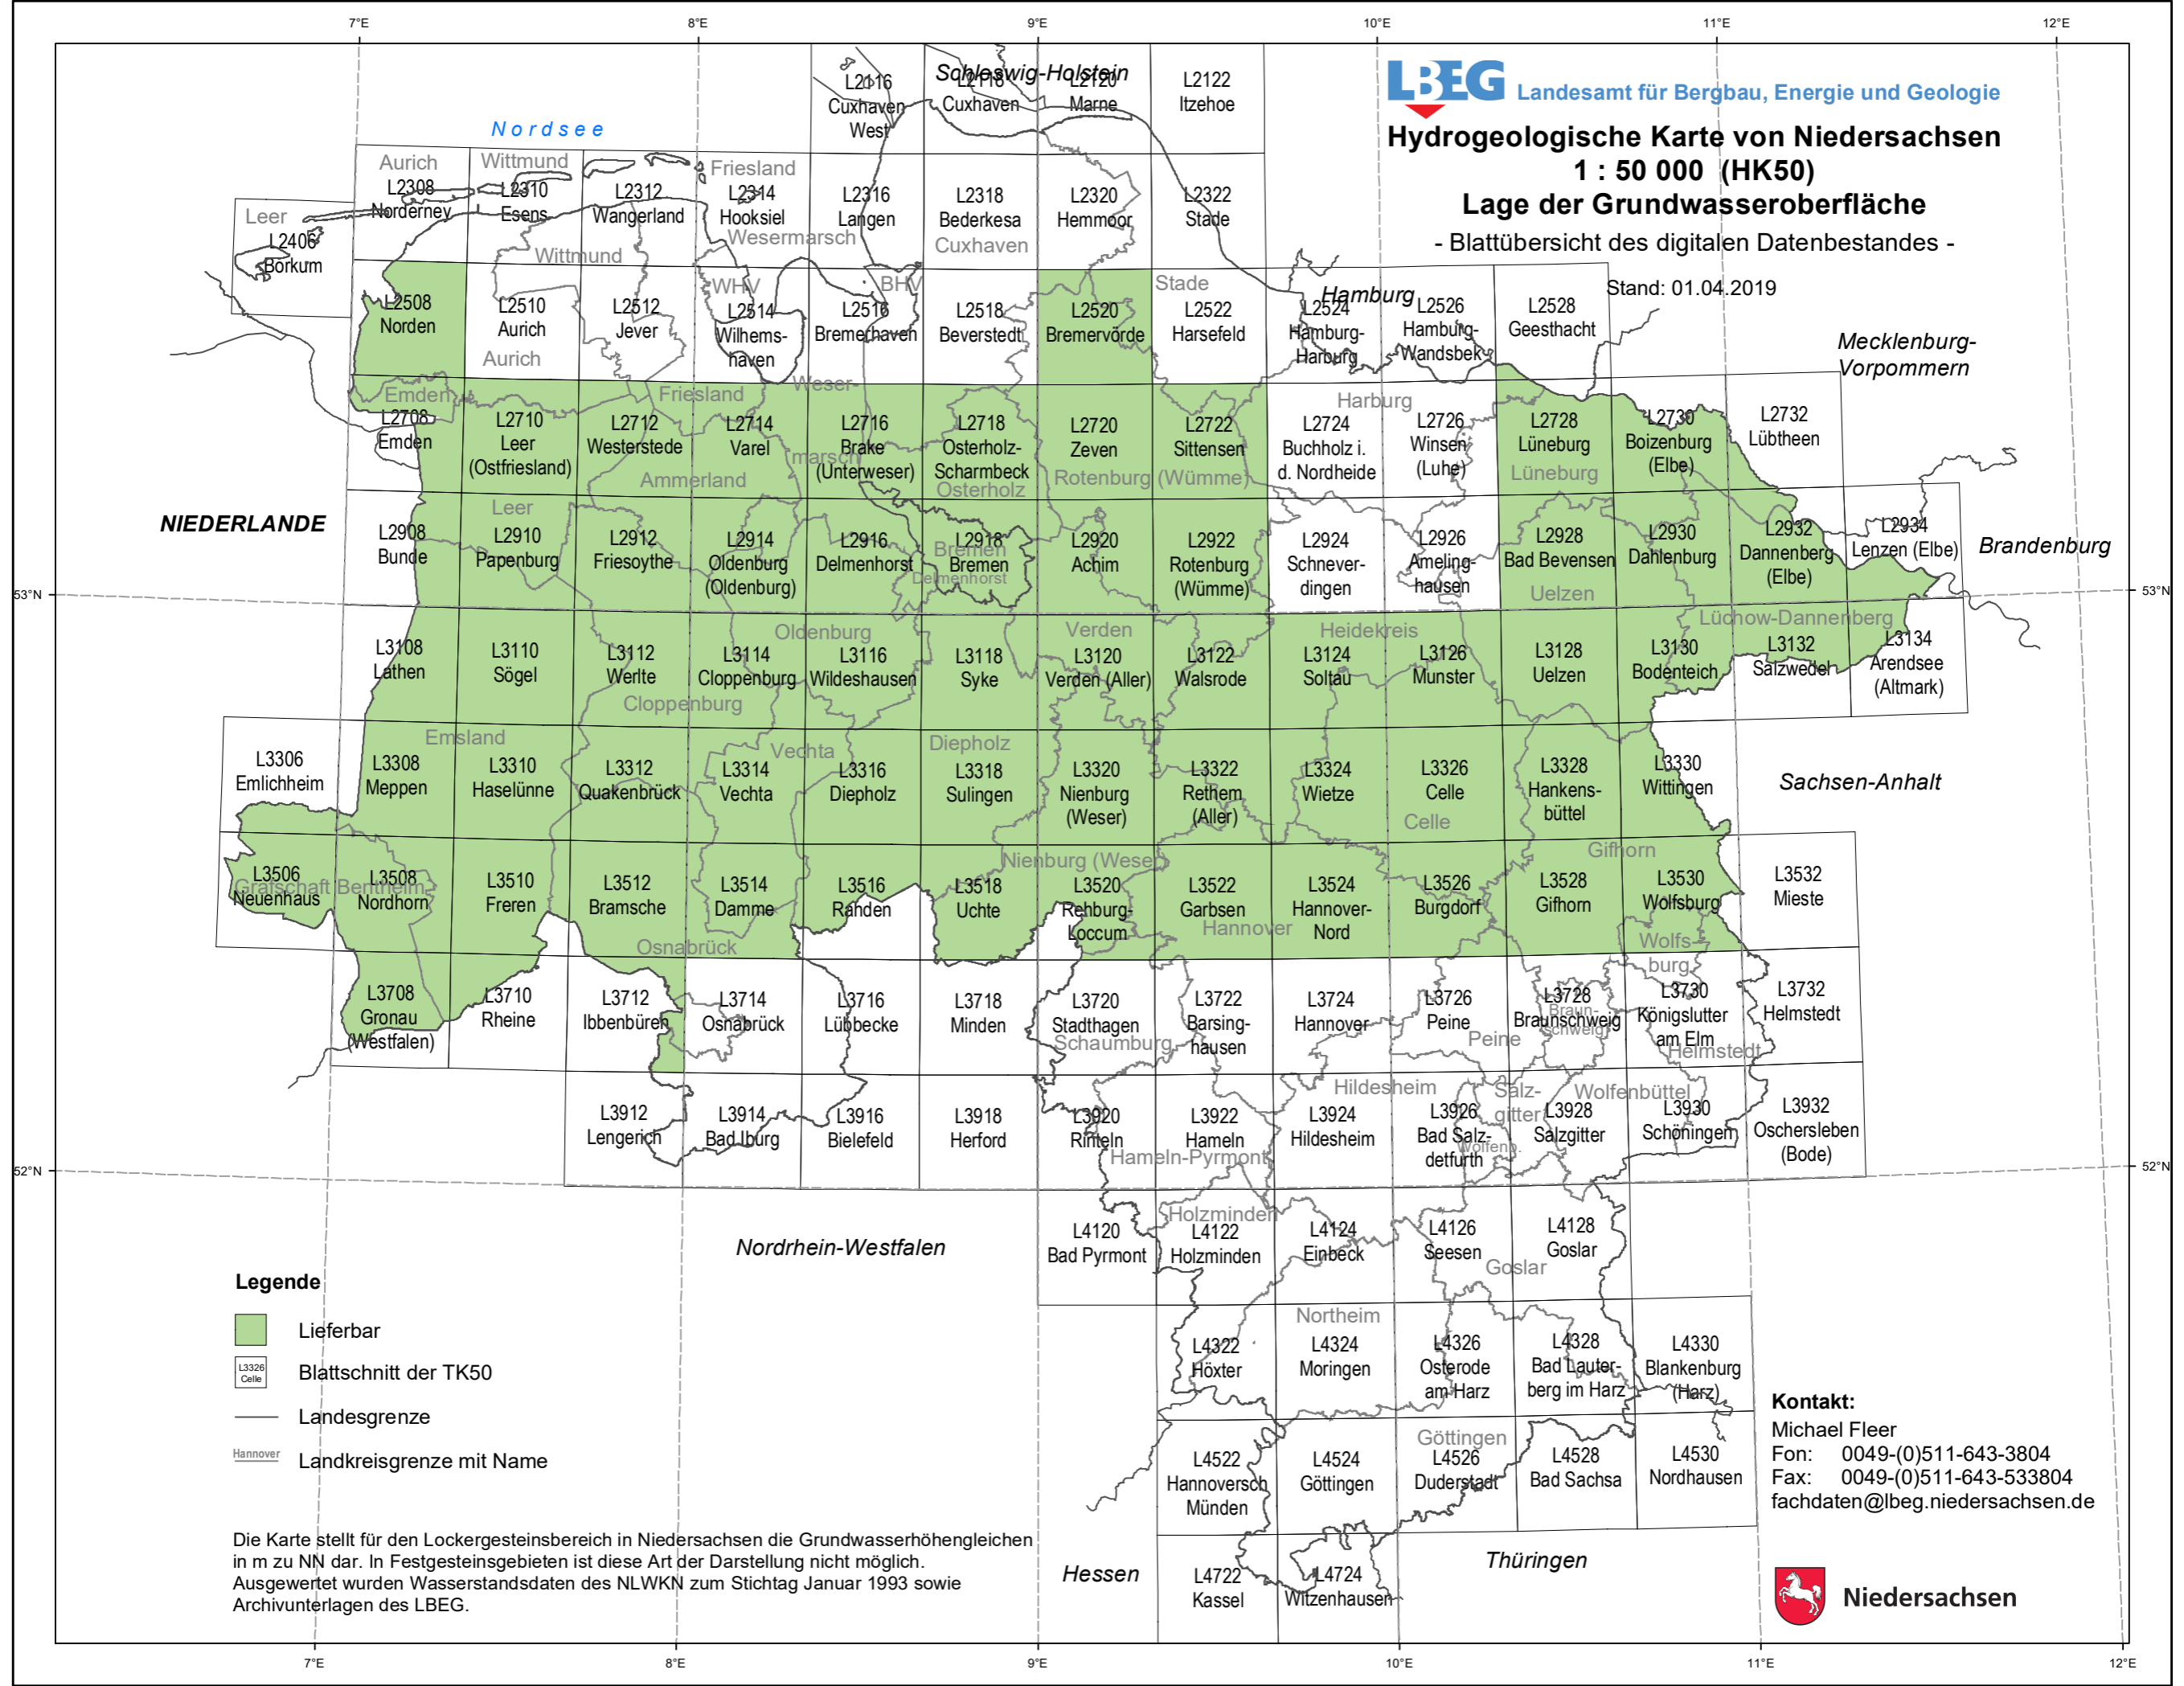 7°E 8°E 9°E 10°E 11°E 12°E
LBEG Landesamt für Bergbau, Energie und Geologie
Hydrogeologische Karte von Niedersachsen
1 : 50 000 (HK50)
Lage der Grundwasseroberfläche
- Blattübersicht des digitalen Datenbestandes -
Stand: 01.04.2019
Schleswig-Holstein
Nordsee
Hamburg
Mecklenburg-
Vorpommern
NIEDERLANDE
Brandenburg
Sachsen-Anhalt
Nordrhein-Westfalen
Hessen
Thüringen
53°N
53°N
52°N
52°N
L2116
Cuxhaven
West
L2118
Cuxhaven
L2120
Marne
L2122
Itzehoe
Aurich
Wittmund
Friesland
L2308
Norderney
L2310
Esens
L2312
Wangerland
L2314
Hooksiel
L2316
Langen
L2318
Bederkesa
L2320
Hemmoor
L2322
Stade
Leer
L2406
Borkum
Wittmund
Wesermarsch
Cuxhaven
WHV
BHV
Stade
L2508
Norden
L2510
Aurich
Aurich
L2512
Jever
L2514
Wilhems-
haven
L2516
Bremerhaven
L2518
Beverstedt
L2520
Bremervörde
L2522
Harsefeld
L2524
Hamburg-
Harburg
L2526
Hamburg-
Wandsbek
L2528
Geesthacht
Emden
Friesland
Weser-
marsch
Harburg
L2708
Emden
L2710
Leer
(Ostfriesland)
L2712
Westerstede
L2714
Varel
L2716
Brake
(Unterweser)
L2718
Osterholz-
Scharmbeck
L2720
Zeven
L2722
Sittensen
L2724
Buchholz i.
d. Nordheide
L2726
Winsen
(Luhe)
L2728
Lüneburg
L2730
Boizenburg
(Elbe)
L2732
Lübtheen
Ammerland
Osterholz
Rotenburg (Wümme)
Lüneburg
Leer
L2908
Bunde
L2910
Papenburg
L2912
Friesoythe
L2914
Oldenburg
(Oldenburg)
L2916
Delmenhorst
L2918
Bremen
Bremen
Delmenhorst
L2920
Achim
L2922
Rotenburg
(Wümme)
L2924
Schnever-
dingen
L2926
Ameling-
hausen
L2928
Bad Bevensen
L2930
Dahlenburg
L2932
Dannenberg
(Elbe)
L2934
Lenzen (Elbe)
Uelzen
Lüchow-Dannenberg
Oldenburg
Verden
Heidekreis
L3108
Lathen
L3110
Sögel
L3112
Werlte
L3114
Cloppenburg
L3116
Wildeshausen
L3118
Syke
L3120
Verden (Aller)
L3122
Walsrode
L3124
Soltau
L3126
Munster
L3128
Uelzen
L3130
Bodenteich
L3132
Salzwedel
L3134
Arendsee
(Altmark)
Cloppenburg
Emsland
Vechta
Diepholz
L3306
Emlichheim
L3308
Meppen
L3310
Haselünne
L3312
Quakenbrück
L3314
Vechta
L3316
Diepholz
L3318
Sulingen
L3320
Nienburg
(Weser)
L3322
Rethem
(Aller)
L3324
Wietze
L3326
Celle
L3328
Hankens-
büttel
L3330
Wittingen
Celle
Nienburg (Weser)
Gifhorn
Grafschaft Bentheim
L3506
Neuenhaus
L3508
Nordhorn
L3510
Freren
L3512
Bramsche
L3514
Damme
L3516
Rahden
L3518
Uchte
L3520
Rehburg-
Loccum
L3522
Garbsen
L3524
Hannover-
Nord
L3526
Burgdorf
L3528
Gifhorn
L3530
Wolfsburg
L3532
Mieste
Osnabrück
Hannover
Wolfs-
burg
L3708
Gronau
(Westfalen)
L3710
Rheine
L3712
Ibbenbüren
L3714
Osnabrück
L3716
Lübbecke
L3718
Minden
L3720
Stadthagen
L3722
Barsing-
hausen
L3724
Hannover
L3726
Peine
L3728
Braunschweig
Braun-
schweig
L3730
Königslutter
am Elm
L3732
Helmstedt
Schaumburg
Peine
Helmstedt
Hildesheim
Salz-
gitter
Wolfenbüttel
L3912
Lengerich
L3914
Bad Iburg
L3916
Bielefeld
L3918
Herford
L3920
Rinteln
L3922
Hameln
L3924
Hildesheim
L3926
Bad Salz-
detfurth
L3928
Salzgitter
L3930
Schöningen
L3932
Oschersleben
(Bode)
Hameln-Pyrmont
Wolfenb.
Holzminden
L4120
Bad Pyrmont
L4122
Holzminden
L4124
Einbeck
L4126
Seesen
L4128
Goslar
Goslar
Northeim
L4322
Höxter
L4324
Moringen
L4326
Osterode
am Harz
L4328
Bad Lauter-
berg im Harz
L4330
Blankenburg
(Harz)
Göttingen
L4522
Hannoversch
Münden
L4524
Göttingen
L4526
Duderstadt
L4528
Bad Sachsa
L4530
Nordhausen
L4722
Kassel
L4724
Witzenhausen
Legende
Lieferbar
L3326
Celle
Blattschnitt der TK50
Landesgrenze
Hannover
Landkreisgrenze mit Name
Die Karte stellt für den Lockergesteinsbereich in Niedersachsen die Grundwasserhöhengleichen
in m zu NN dar. In Festgesteinsgebieten ist diese Art der Darstellung nicht möglich.
Ausgewertet wurden Wasserstandsdaten des NLWKN zum Stichtag Januar 1993 sowie
Archivunterlagen des LBEG.
Kontakt:
Michael Fleer
Fon: 0049-(0)511-643-3804
Fax: 0049-(0)511-643-533804
fachdaten@lbeg.niedersachsen.de
Niedersachsen
7°E 8°E 9°E 10°E 11°E 12°E